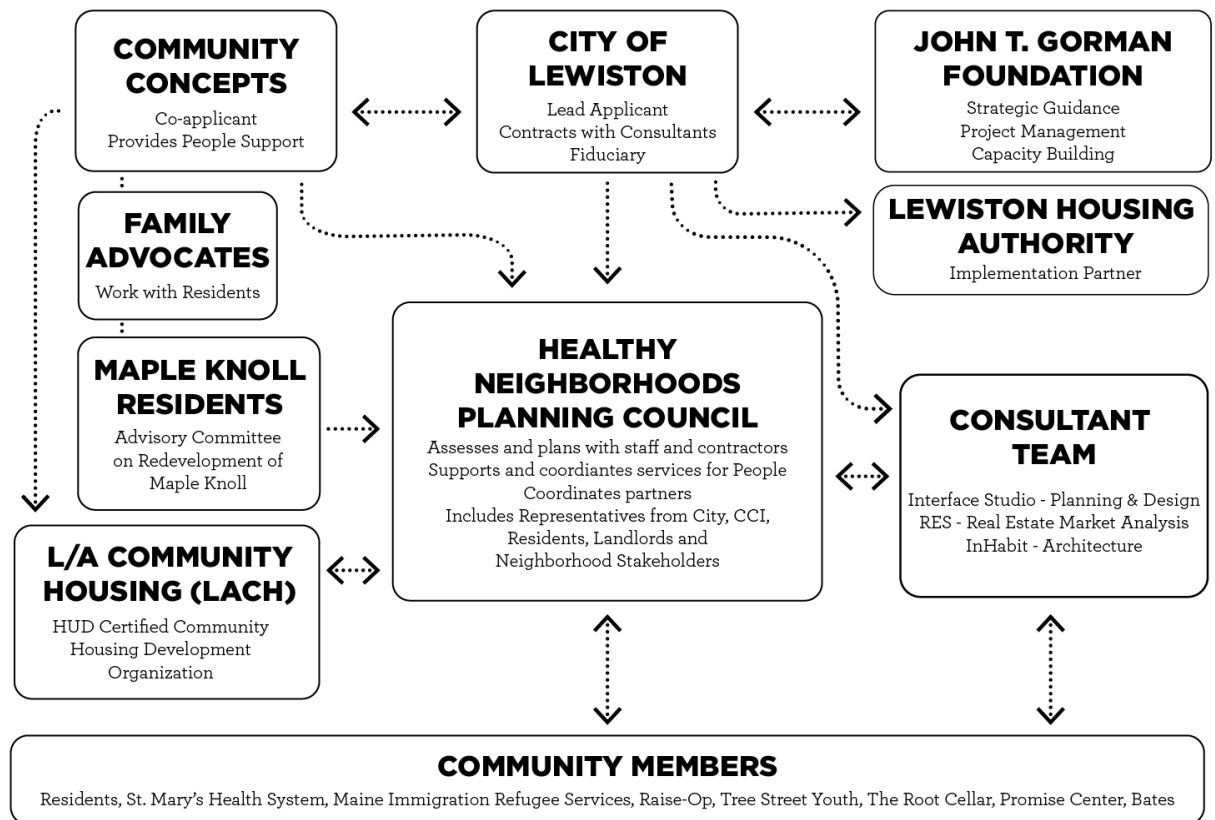 COMMUNITY
CONCEPTS
Co-applicant
Provides People Support
CITY OF
LEWISTON
Lead Applicant
Contracts with Consultants
Fiduciary
JOHN T. GORMAN
FOUNDATION
Strategic Guidance
Project Management
Capacity Building
FAMILY
ADVOCATES
Work with Residents
LEWISTON HOUSING
AUTHORITY
Implementation Partner
MAPLE KNOLL
RESIDENTS
Advisory Committee
on Redevelopment of
Maple Knoll
HEALTHY
NEIGHBORHOODS
PLANNING COUNCIL
Assesses and plans with staff and contractors
Supports and coordiantes services for People
Coordinates partners
Includes Representatives from City, CCI,
Residents, Landlords and
Neighborhood Stakeholders
CONSULTANT
TEAM
Interface Studio - Planning & Design
RES - Real Estate Market Analysis
InHabit - Architecture
L/A COMMUNITY
HOUSING (LACH)
HUD Certified Community
Housing Development
Organization
COMMUNITY MEMBERS
Residents, St. Mary's Health System, Maine Immigration Refugee Services, Raise-Op, Tree Street Youth, The Root Cellar, Promise Center, Bates